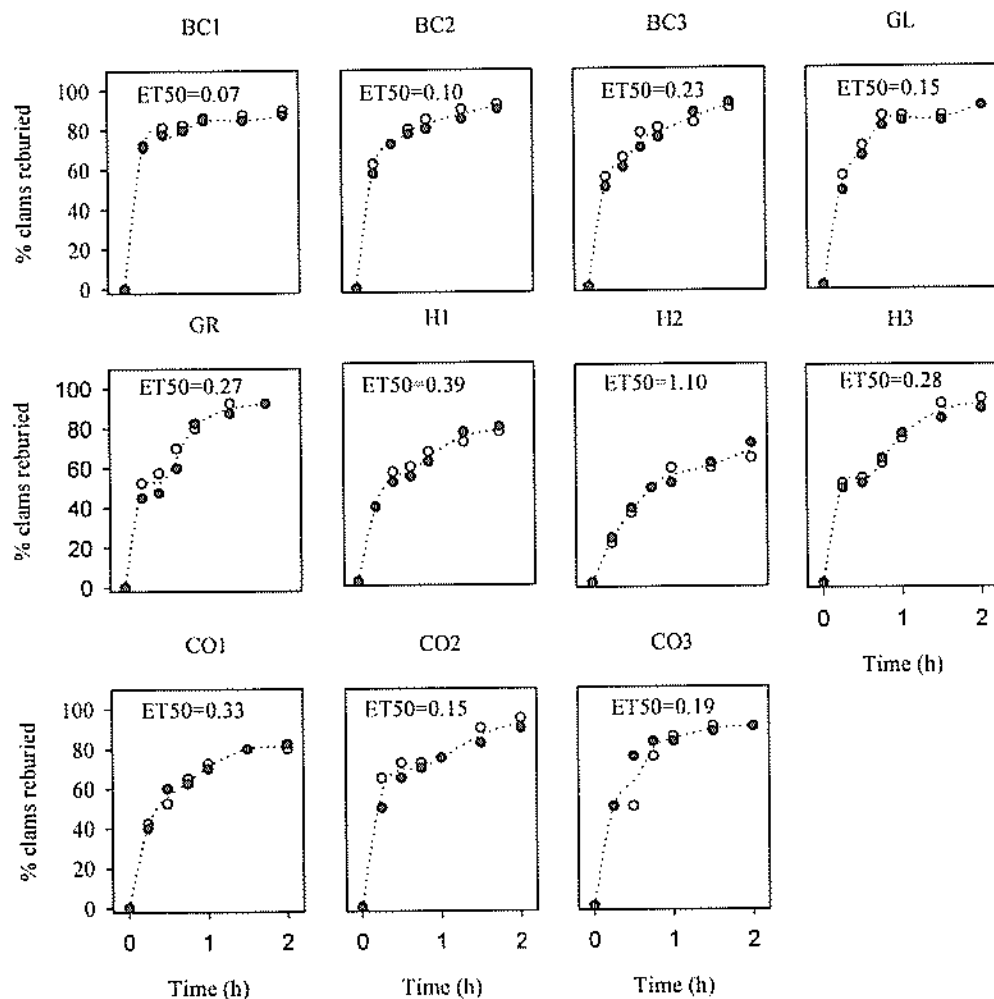 BC1 BC2 BC3 GL
ET50=0.07 ET50=0.10 ET50=0.23 ET50=0.15
% clams reburied
100
80
60
40
20
0
GR H1 H2 H3
ET50=0.27 ET50=0.39 ET50=1.10 ET50=0.28
% clams reburied
100
80
60
40
20
0
0 1 2
Time (h)
CO1 CO2 CO3
ET50=0.33 ET50=0.15 ET50=0.19
% clams reburied
100
80
60
40
20
0
0 1 2 0 1 2 0 1 2
Time (h) Time (h) Time (h)